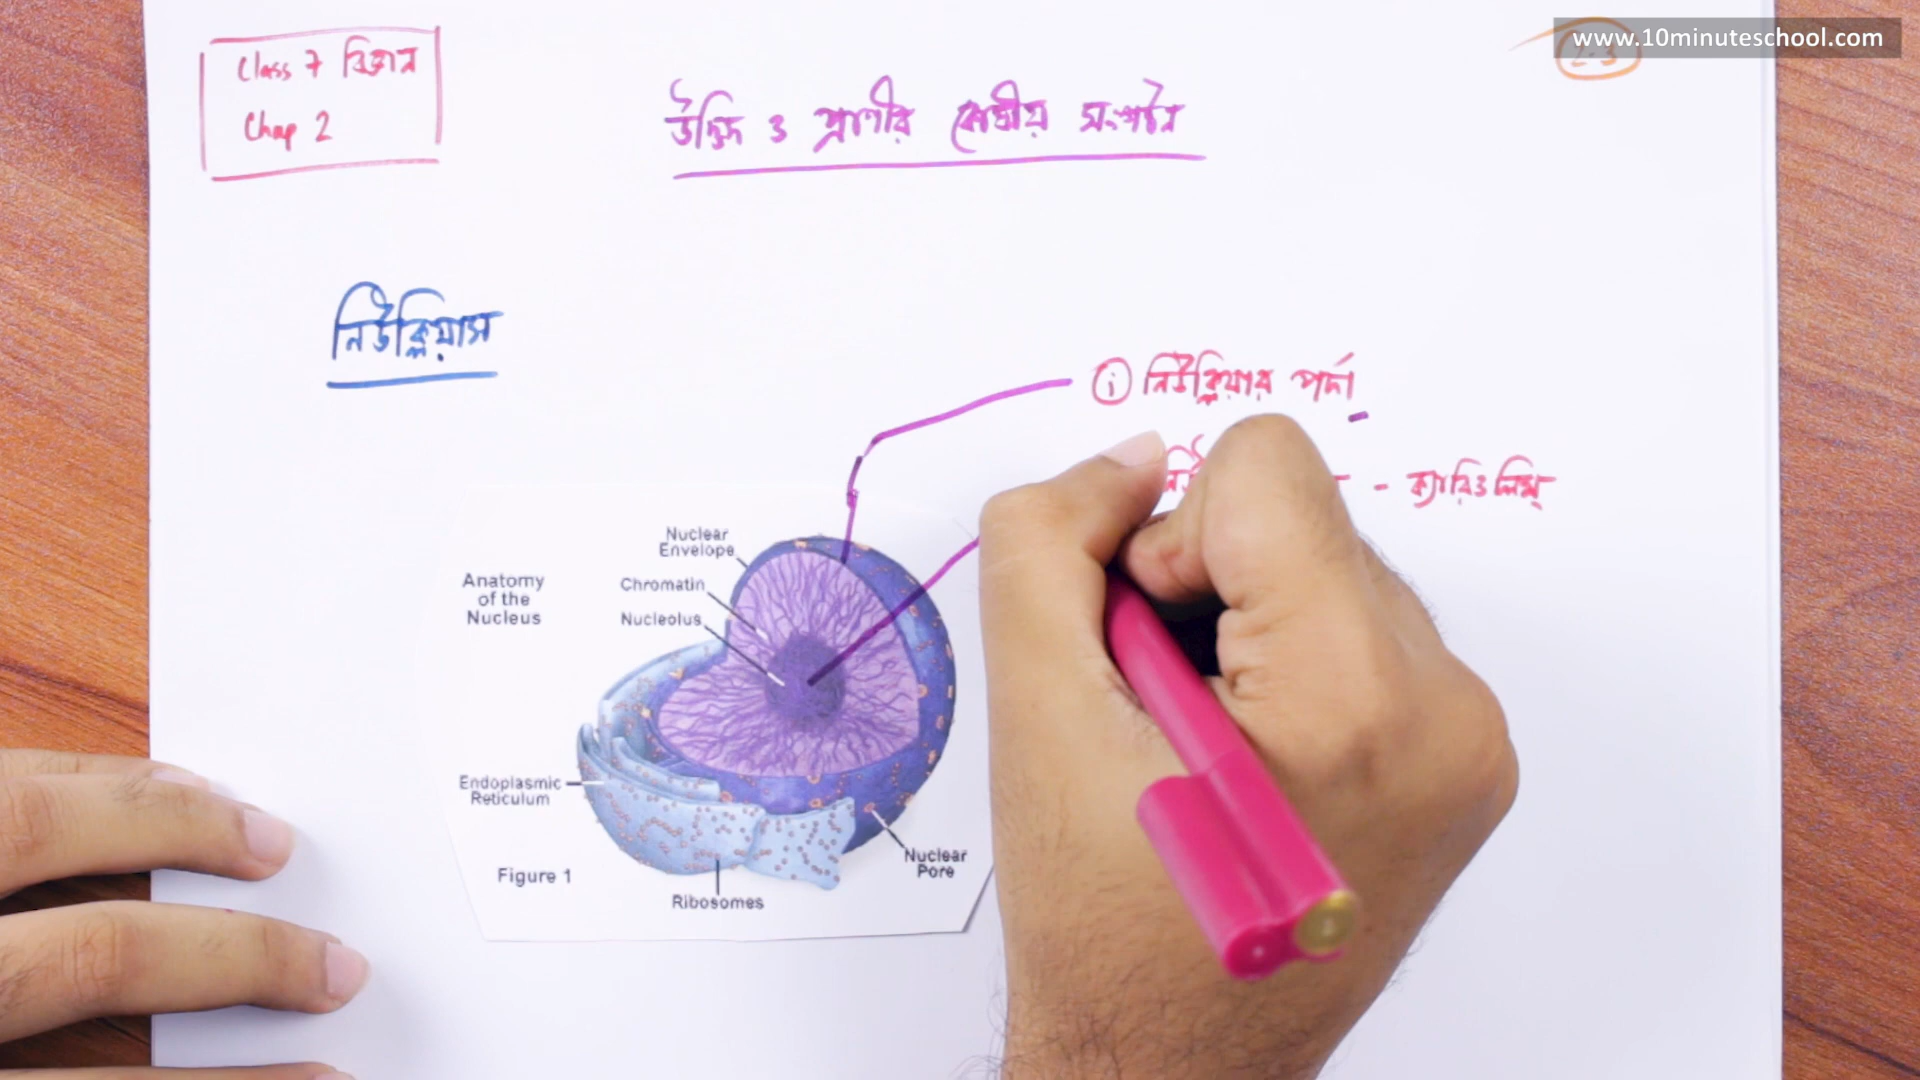 www.10minuteschool.com
Class 7 বিজ্ঞান
Chap 2
উদ্ভিদ ও প্রাণীর কোষীয় সংগঠন
নিউক্লিয়াস
i নিউক্লিয়ার পর্দা
- ক্যারিওলিম্ফ
Nuclear
Envelope
Chromatin
Nucleolus
Anatomy
of the
Nucleus
Endoplasmic
Reticulum
Nuclear
Pore
Figure 1
Ribosomes